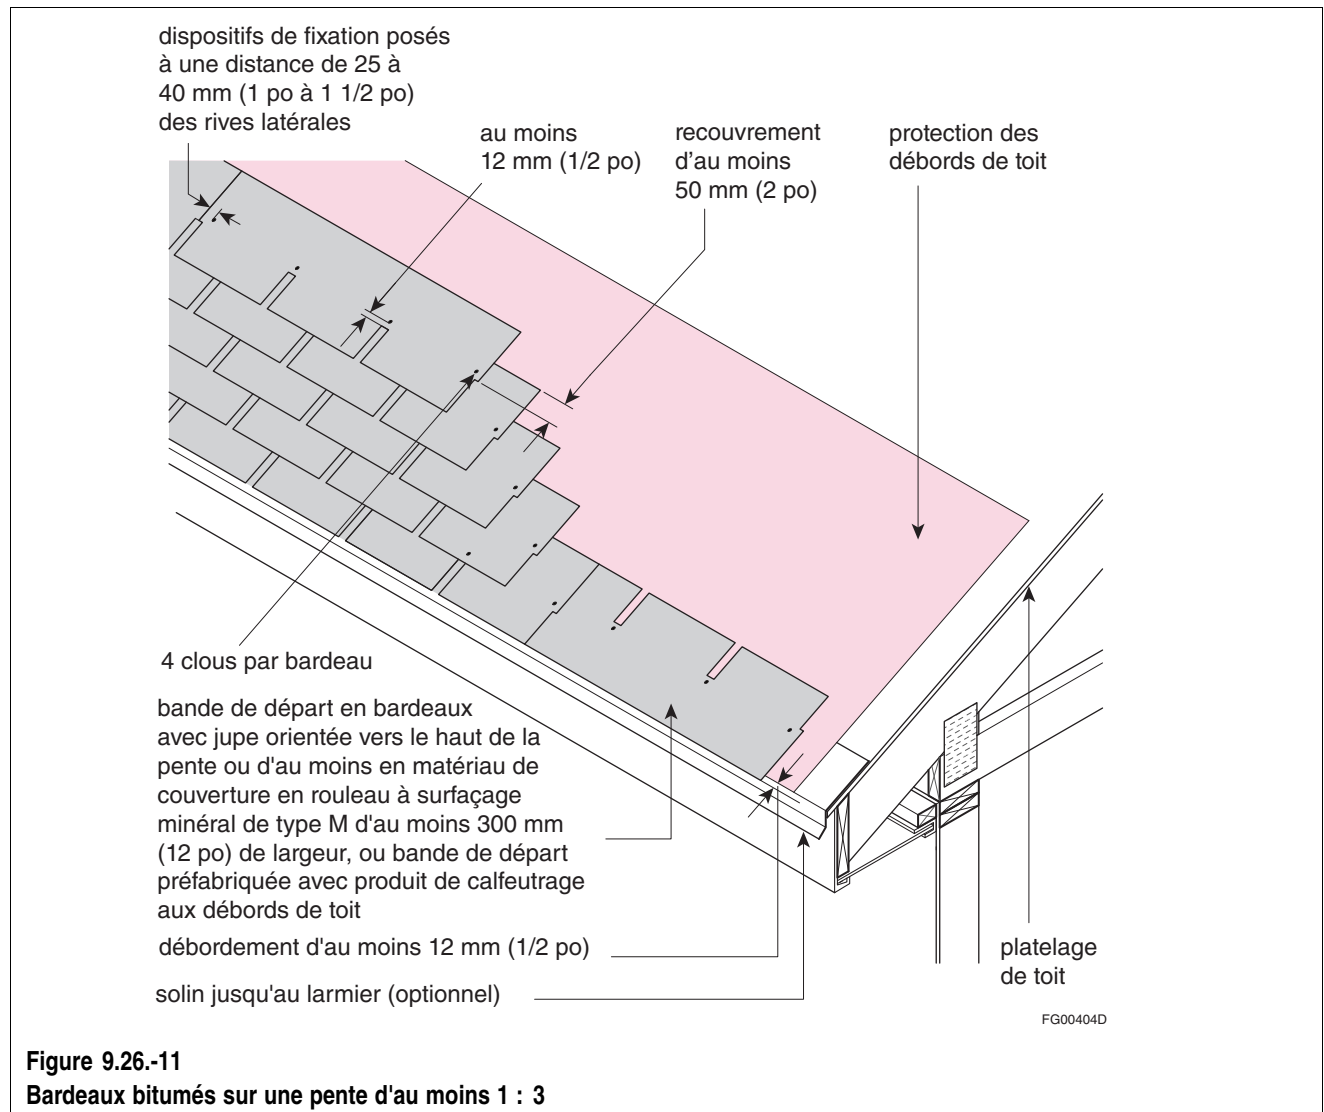 dispositifs de fixation posés
à une distance de 25 à
40 mm (1 po à 1 1/2 po)
des rives latérales
au moins
12 mm (1/2 po)
recouvrement
d'au moins
50 mm (2 po)
protection des
débords de toit
4 clous par bardeau
bande de départ en bardeaux
avec jupe orientée vers le haut de la
pente ou d'au moins en matériau de
couverture en rouleau à surfaçage
minéral de type M d'au moins 300 mm
(12 po) de largeur, ou bande de départ
préfabriquée avec produit de calfeutrage
aux débords de toit
débordement d'au moins 12 mm (1/2 po)
solin jusqu'au larmier (optionnel)
platelage
de toit
FG00404D
Figure 9.26.-11
Bardeaux bitumés sur une pente d'au moins 1 : 3